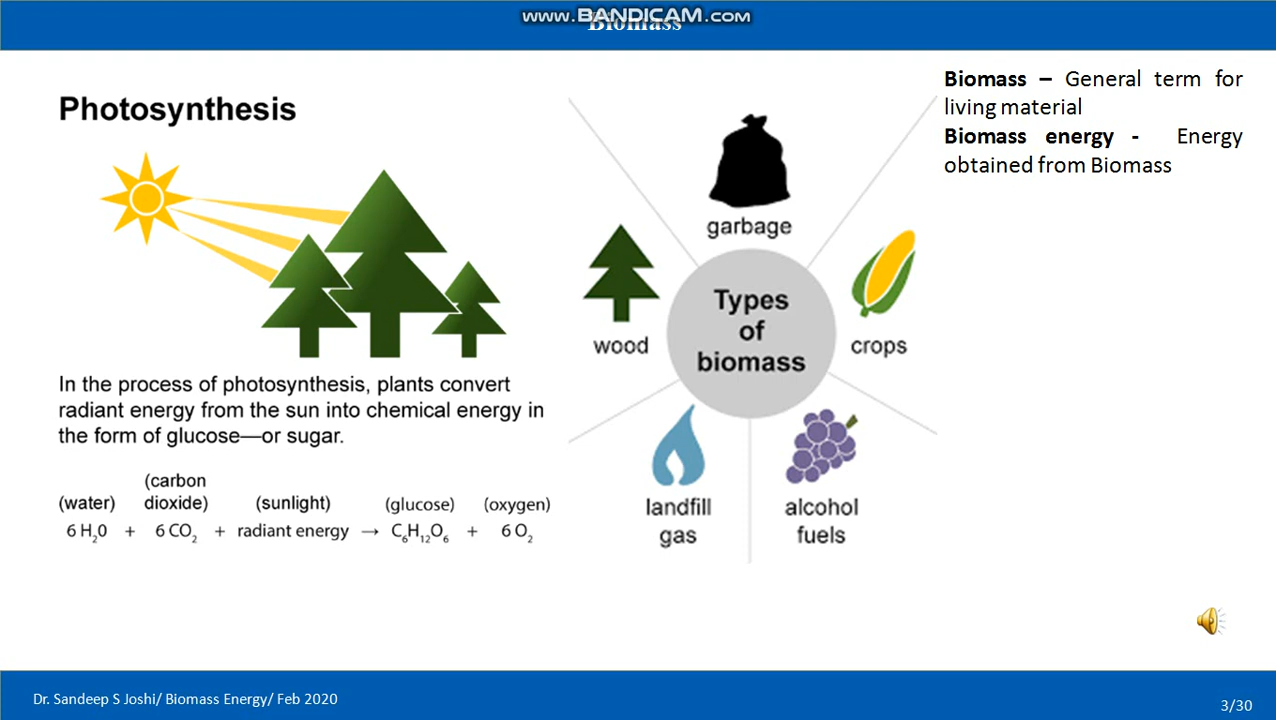 www.BANDICAM.com
Biomass
Photosynthesis
In the process of photosynthesis, plants convert
radiant energy from the sun into chemical energy in
the form of glucose—or sugar.
(water) (carbon dioxide) (sunlight) (glucose) (oxygen)
6 H₂0 + 6 CO₂ + radiant energy → C₆H₁₂O₆ + 6 O₂
Types
of
biomass
garbage
wood
crops
landfill
gas
alcohol
fuels
Biomass – General term for
living material
Biomass energy - Energy
obtained from Biomass
Dr. Sandeep S Joshi/ Biomass Energy/ Feb 2020
3/30